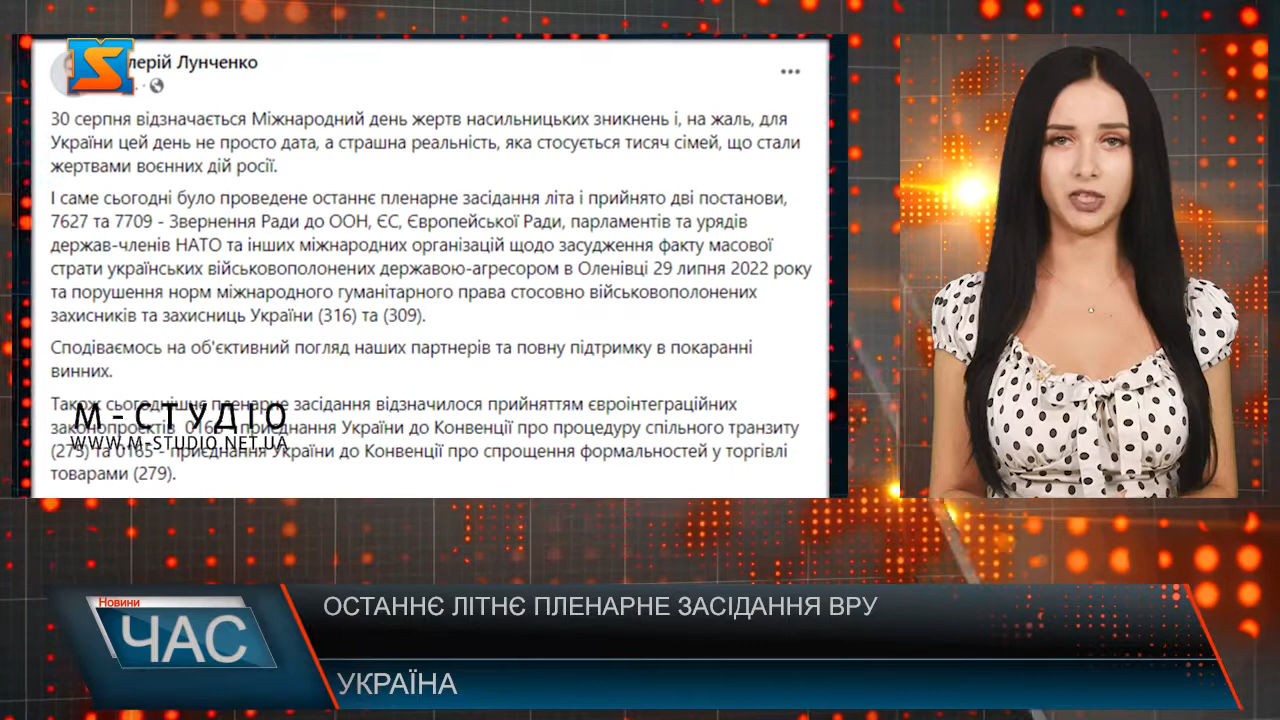 лерій Лунченко
30 серпня відзначається Міжнародний день жертв насильницьких зникнень і, на жаль, для
України цей день не просто дата, а страшна реальність, яка стосується тисяч сімей, що стали
жертвами воєнних дій росії.
І саме сьогодні було проведене останнє пленарне засідання літа і прийнято дві постанови,
7627 та 7709 - Звернення Ради до ООН, ЄС, Європейської Ради, парламентів та урядів
держав-членів НАТО та інших міжнародних організацій щодо засудження факту масової
страти українських військовополонених державою-агресором в Оленівці 29 липня 2022 року
та порушення норм міжнародного гуманітарного права стосовно військовополонених
захисників та захисниць України (316) та (309).
Сподіваємось на об'єктивний погляд наших партнерів та повну підтримку в покаранні
винних.
Також сьогоднішнє пленарне засідання відзначилося прийняттям євроінтеграційних
законопроєктів приєднання України до Конвенції про процедуру спільного транзиту
(273) та 0165 - приєднання України до Конвенції про спрощення формальностей у торгівлі
товарами (279).
М-СТУДІО
WWW.M-STUDIO.NET.UA
ОСТАННЄ ЛІТНЄ ПЛЕНАРНЕ ЗАСІДАННЯ ВРУ
Новини
ЧАС
УКРАЇНА